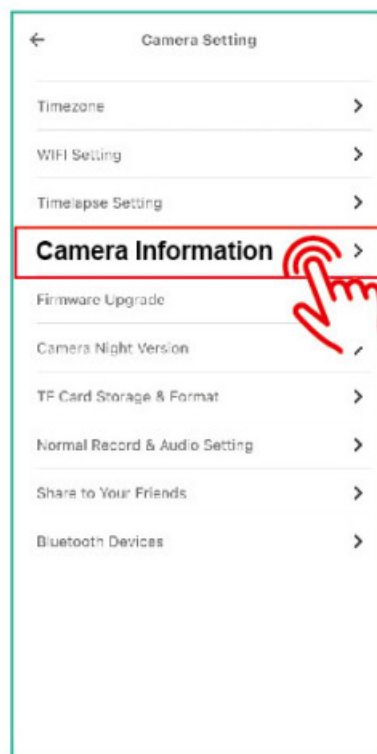 Camera Setting
Timezone
WIFI Setting
Timelapse Setting
Camera Information
Firmware Upgrade
Camera Night Version
TF Card Storage & Format
Normal Record & Audio Setting
Share to Your Friends
Bluetooth Devices